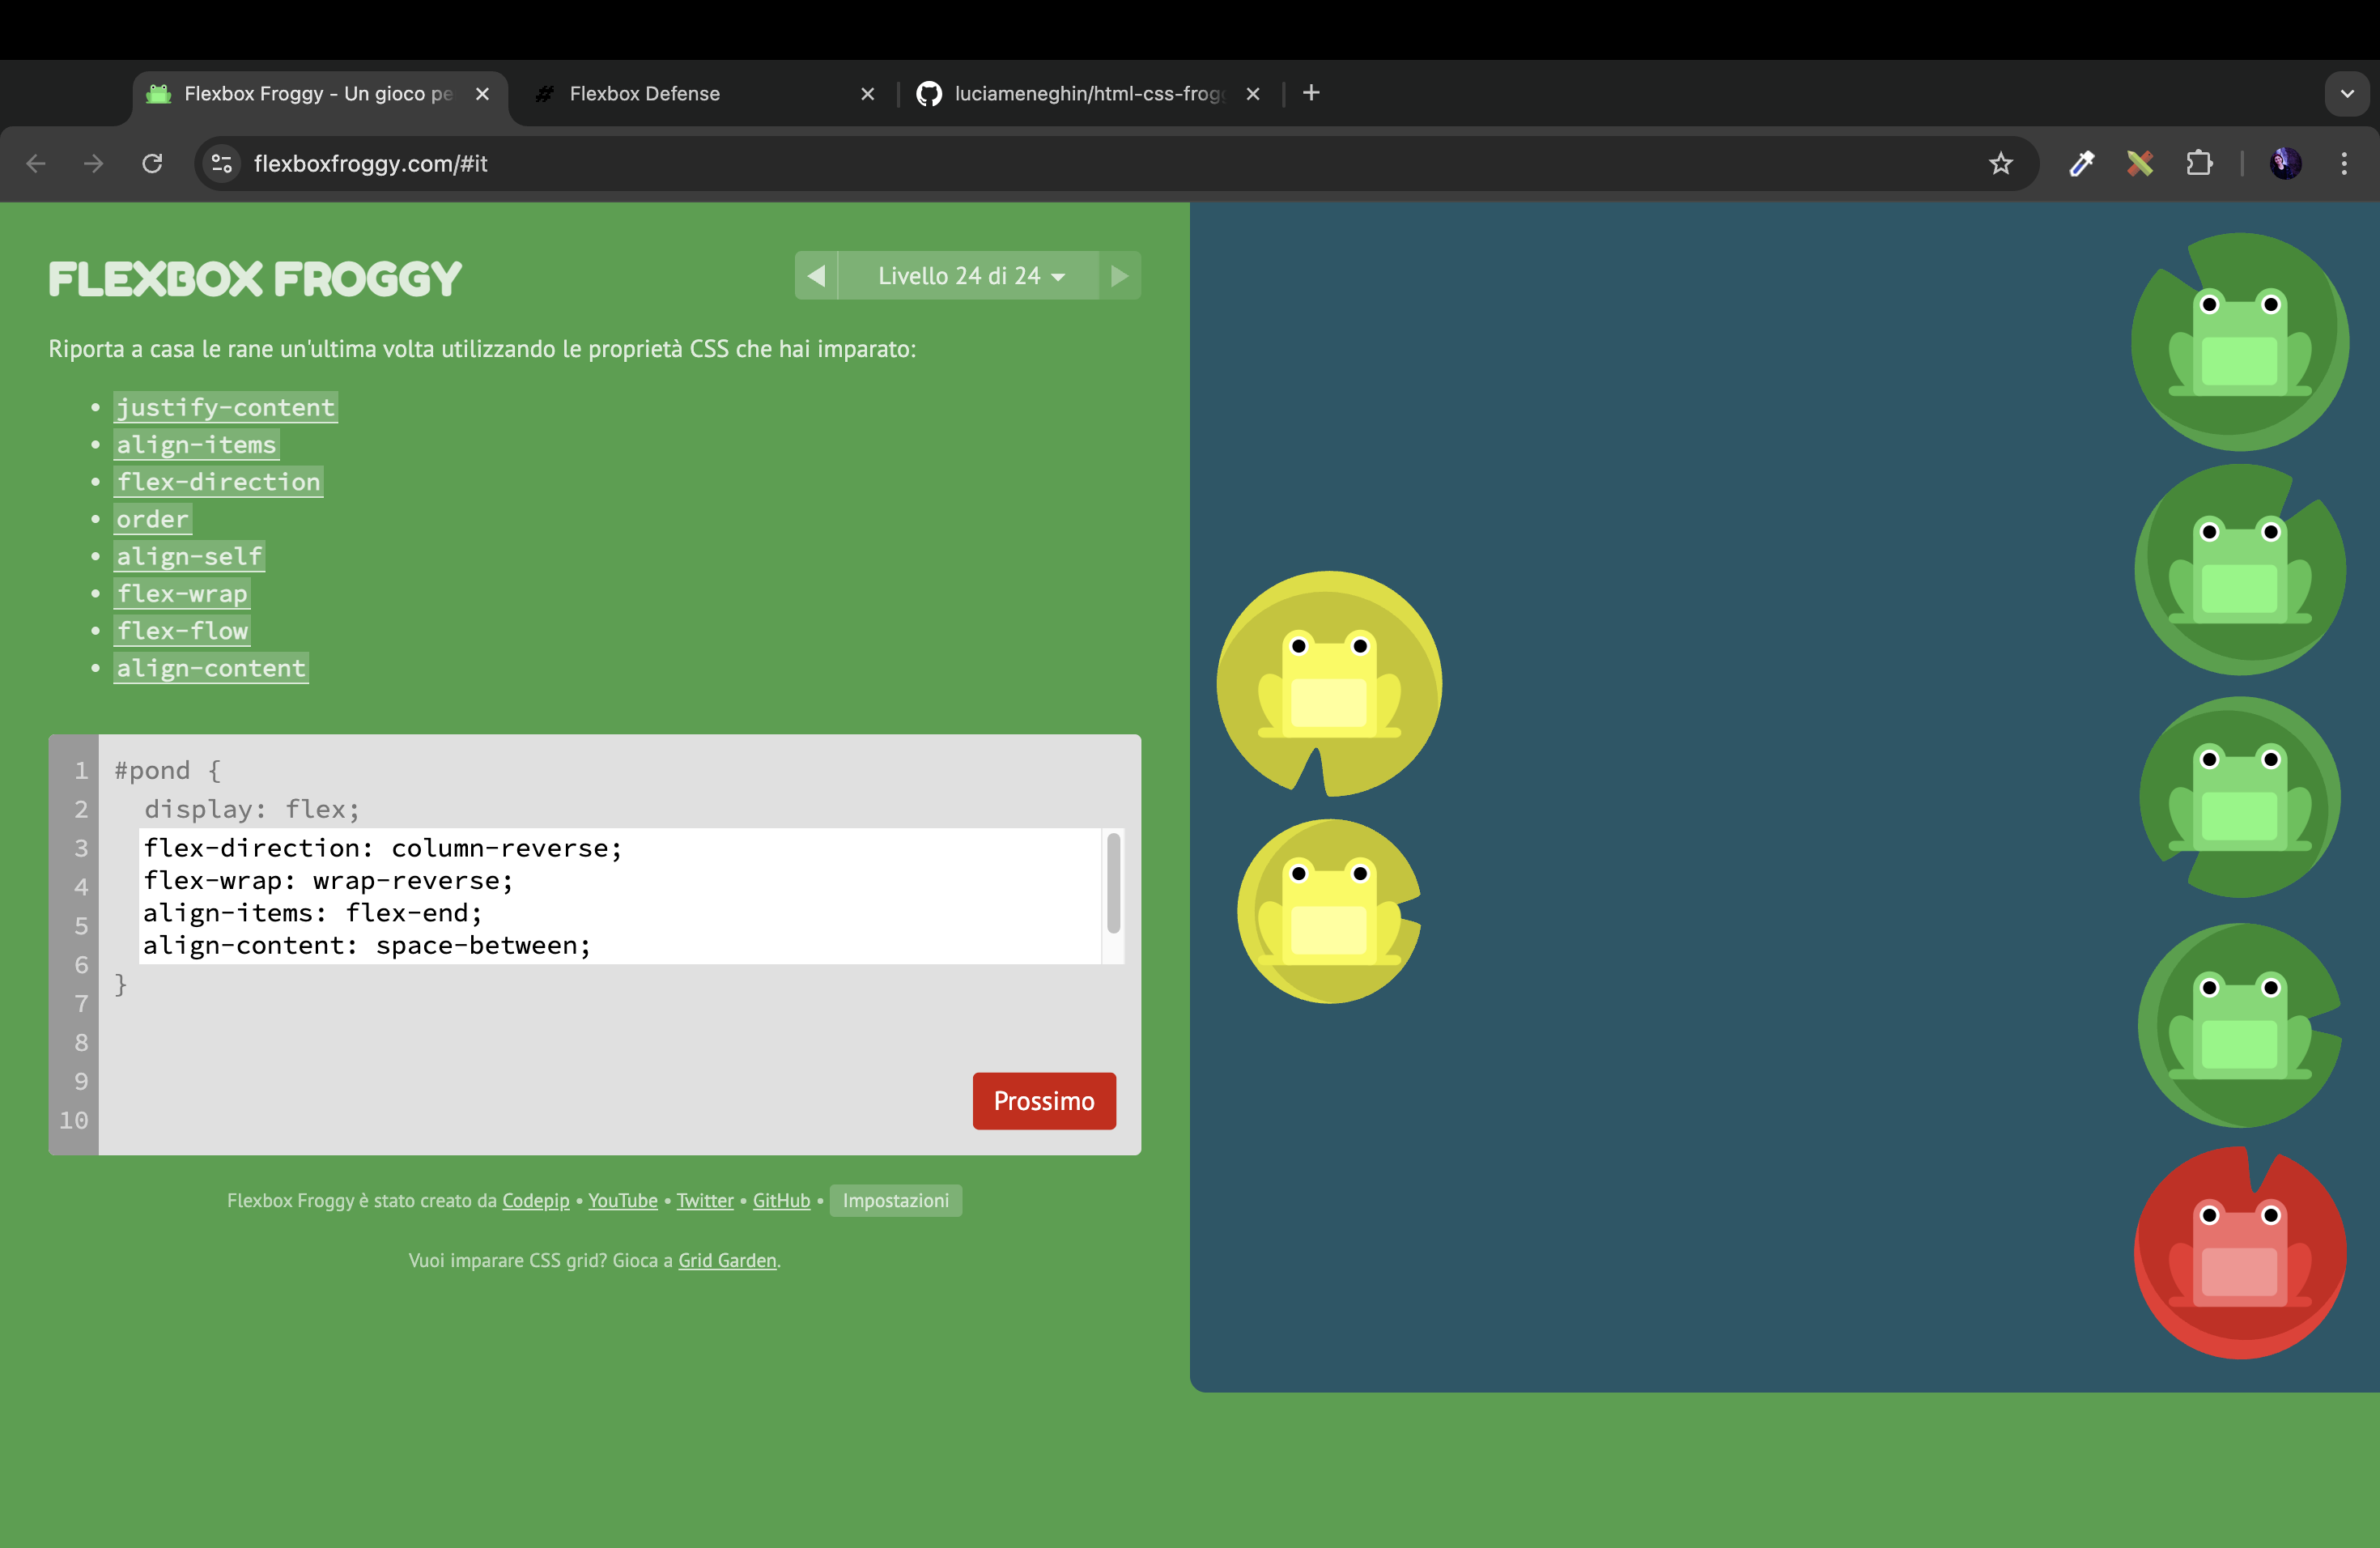 Flexbox Froggy - Un gioco pe
Flexbox Defense
luciameneghin/html-css-frog
flexboxfroggy.com/#it
FLEXBOX FROGGY
Livello 24 di 24
Riporta a casa le rane un'ultima volta utilizzando le proprietà CSS che hai imparato:
• justify-content
• align-items
• flex-direction
• order
• align-self
• flex-wrap
• flex-flow
• align-content
1 #pond {
2 display: flex;
3 flex-direction: column-reverse;
4 flex-wrap: wrap-reverse;
5 align-items: flex-end;
6 align-content: space-between;
7 }
8
9
10
Prossimo
Flexbox Froggy è stato creato da Codepip • YouTube • Twitter • GitHub • Impostazioni
Vuoi imparare CSS grid? Gioca a Grid Garden.